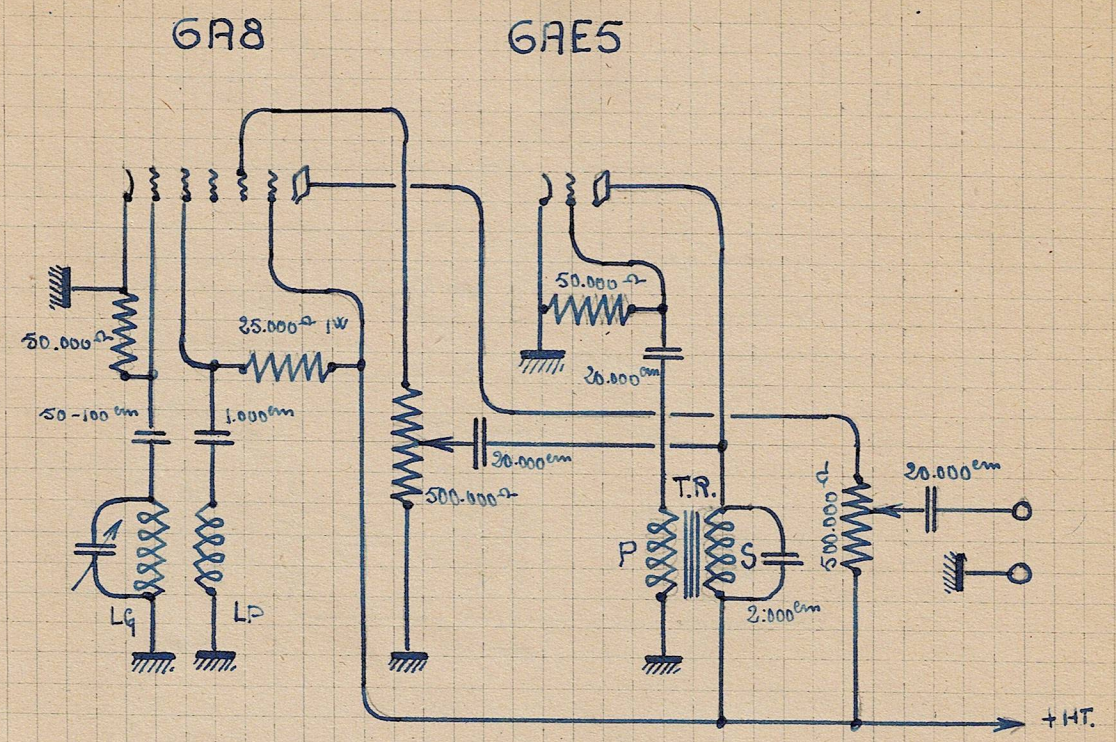 6A8
6AE5
50.000Ω
25.000Ω 1W
50.000Ω
20.000cm
50-100cm
1.000cm
20.000cm
500.000Ω
T.R.
P
S
2.000cm
500.000Ω
20.000cm
LG
LP
+HT.